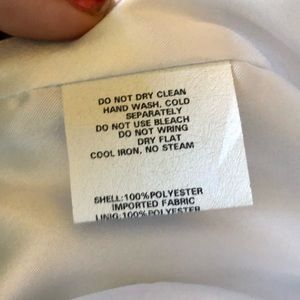 DO NOT DRY CLEAN
HAND WASH, COLD
SEPARATELY
DO NOT USE BLEACH
DO NOT WRING
DRY FLAT
COOL IRON, NO STEAM
SHELL:100%POLYESTER
IMPORTED FABRIC
LINIG:100%POLYESTER